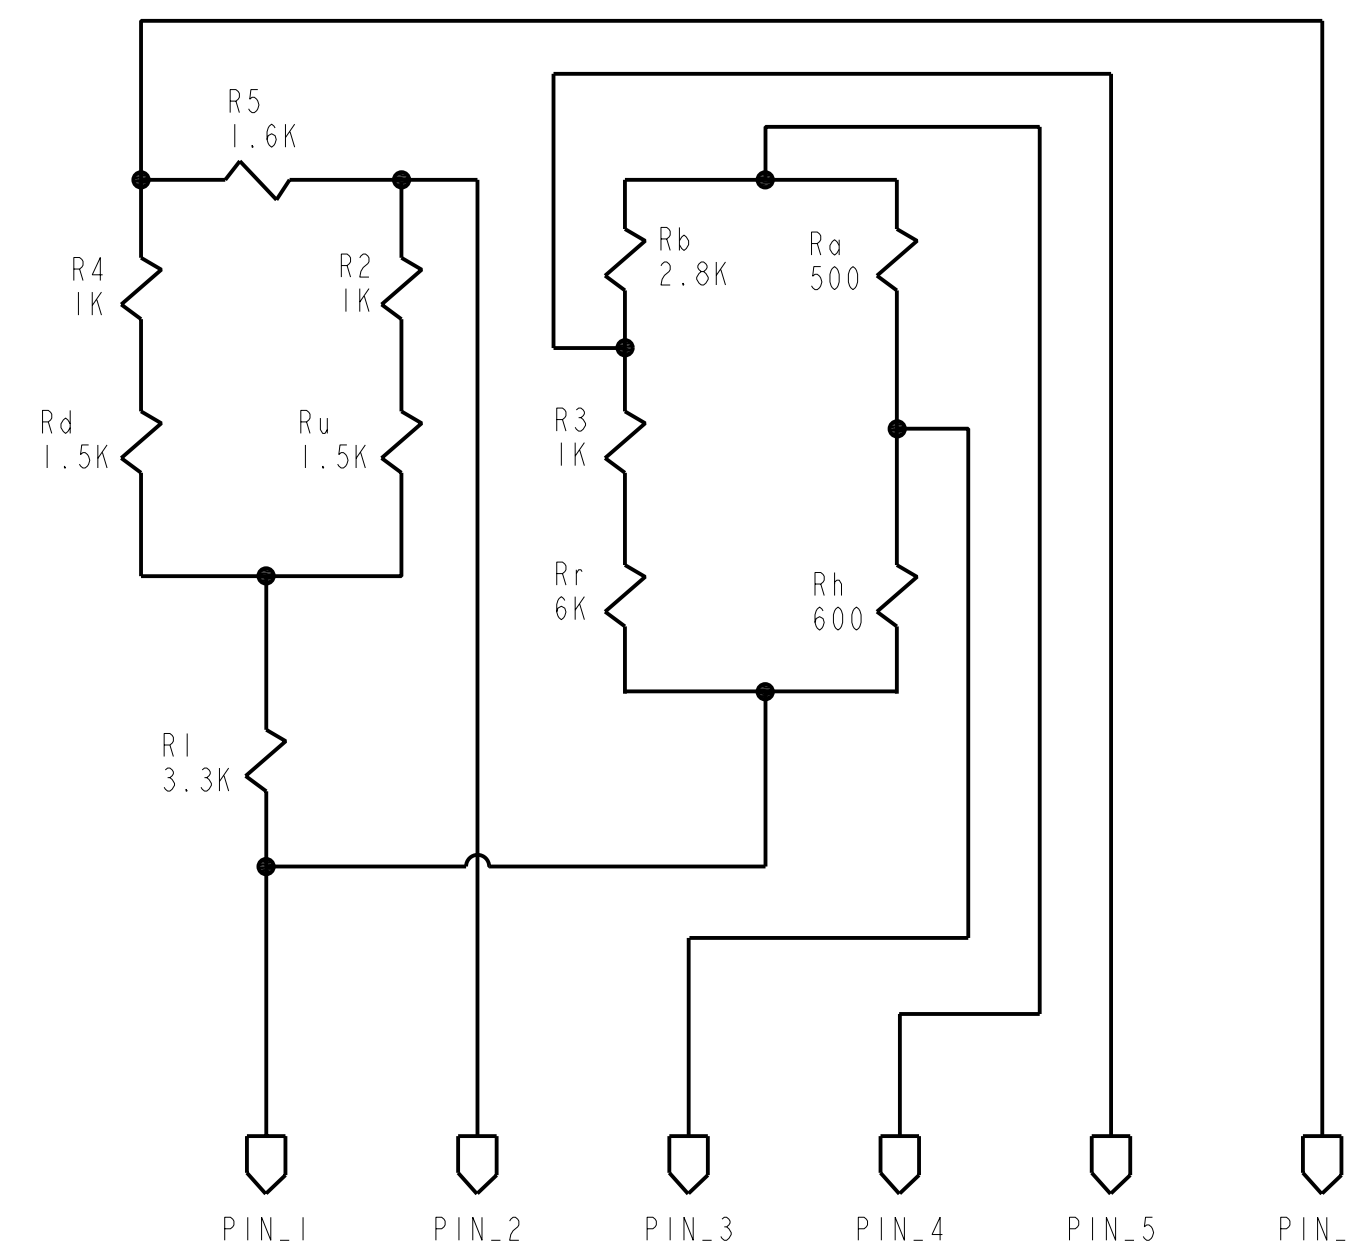 R5
1.6K
Rb
2.8K
Ra
500
R4
1K
R2
1K
Rd
1.5K
Ru
1.5K
R3
1K
Rr
6K
Rh
600
R1
3.3K
PIN_1
PIN_2
PIN_3
PIN_4
PIN_5
PIN_